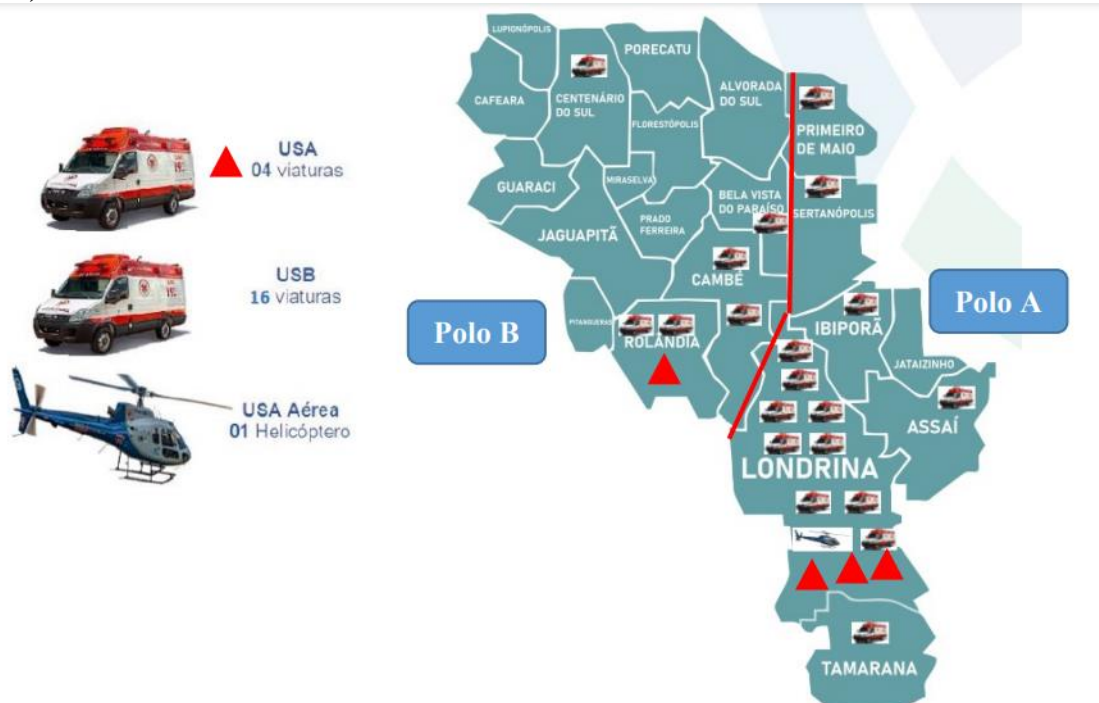 USA
04 viaturas
USB
16 viaturas
USA Aérea
01 Helicóptero
LUPIONÓPOLIS
PORECATU
CAFEARA
CENTENÁRIO
DO SUL
ALVORADA
DO SUL
FLORESTÓPOLIS
PRIMEIRO
DE MAIO
GUARACI
MIRASELVA
BELA VISTA
DO PARAÍSO
SERTANÓPOLIS
JAGUAPITÃ
PRADO
FERREIRA
CAMBÉ
Polo B
Polo A
PITANGUEIRAS
ROLÂNDIA
IBIPORÃ
JATAIZINHO
ASSAÍ
LONDRINA
TAMARANA